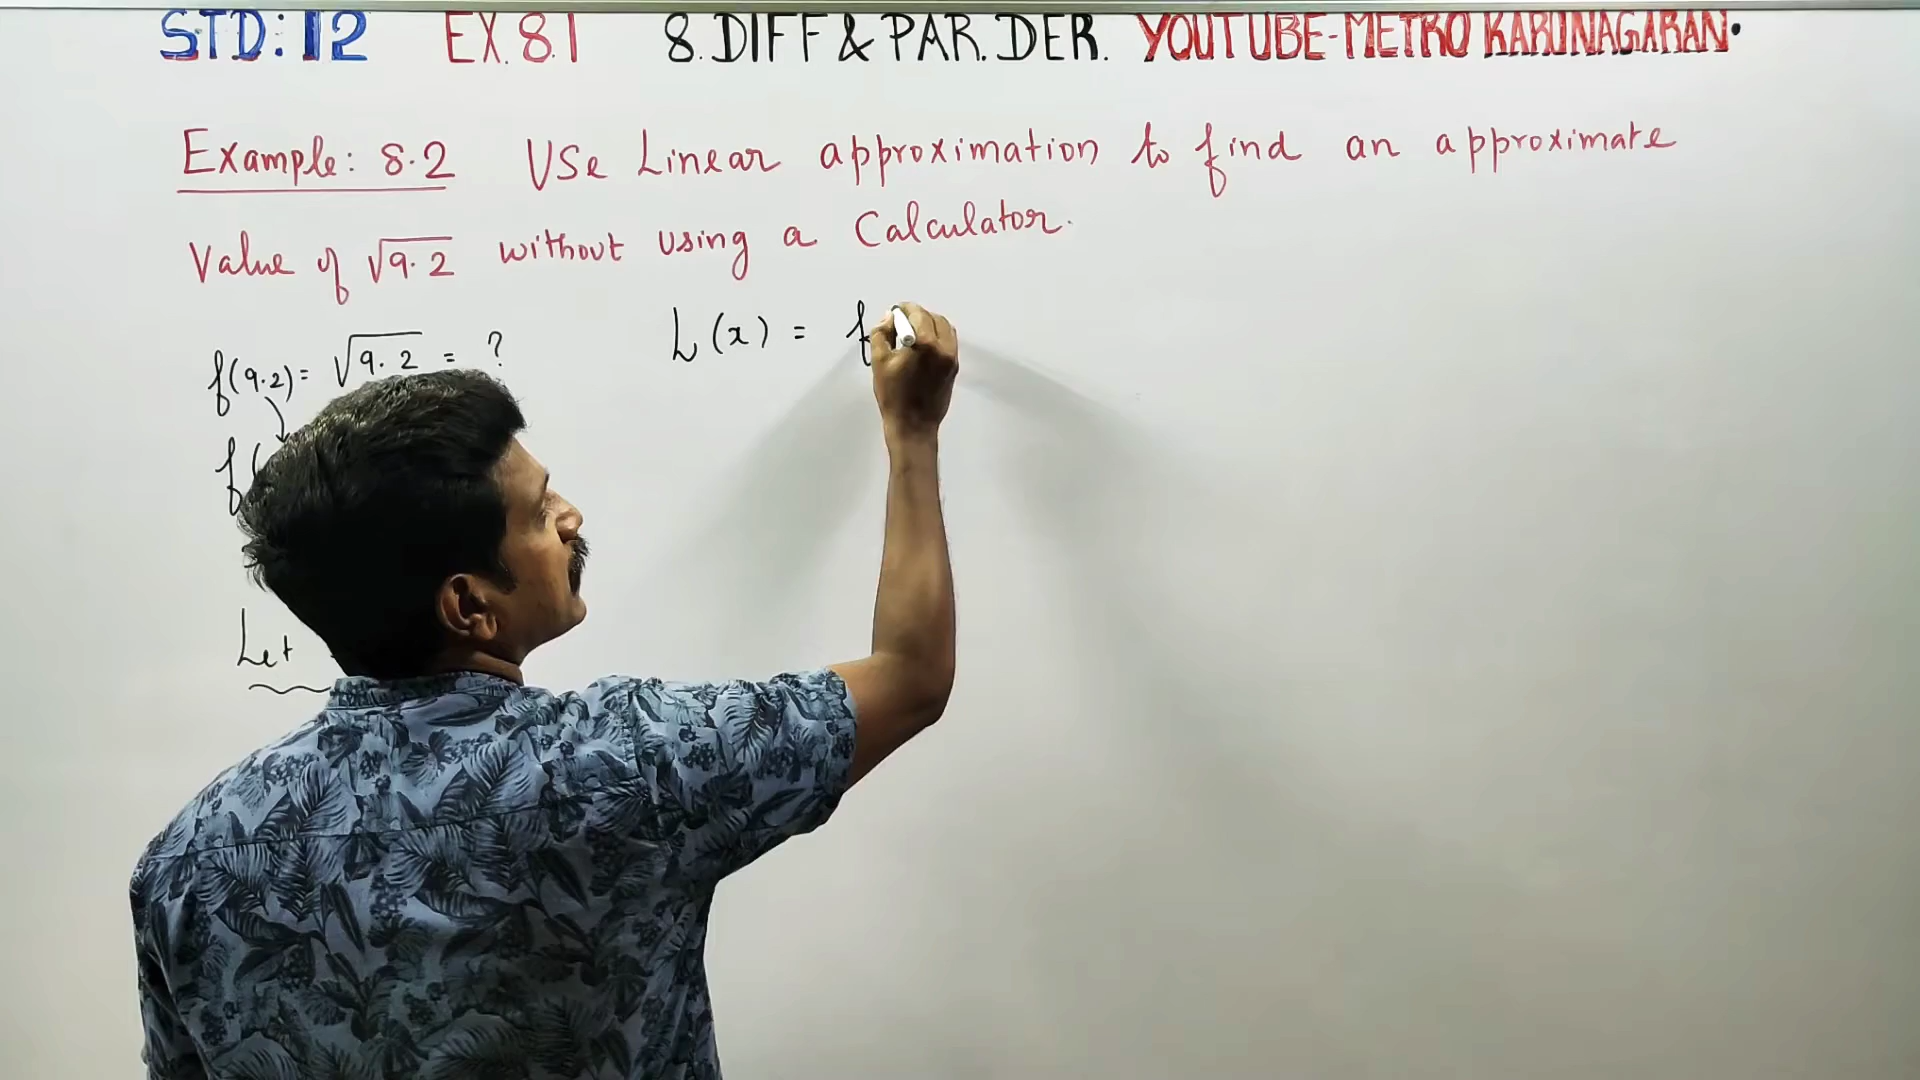 STD: 12 EX. 8.1 8. DIFF & PAR. DER. YOUTUBE-METRO KARUNAGARAN.
Example: 8.2 Use Linear approximation to find an approximate
Value of √9.2 without using a Calculator.
f(9.2) = √9.2 = ?
L(x) = f
f(
Let